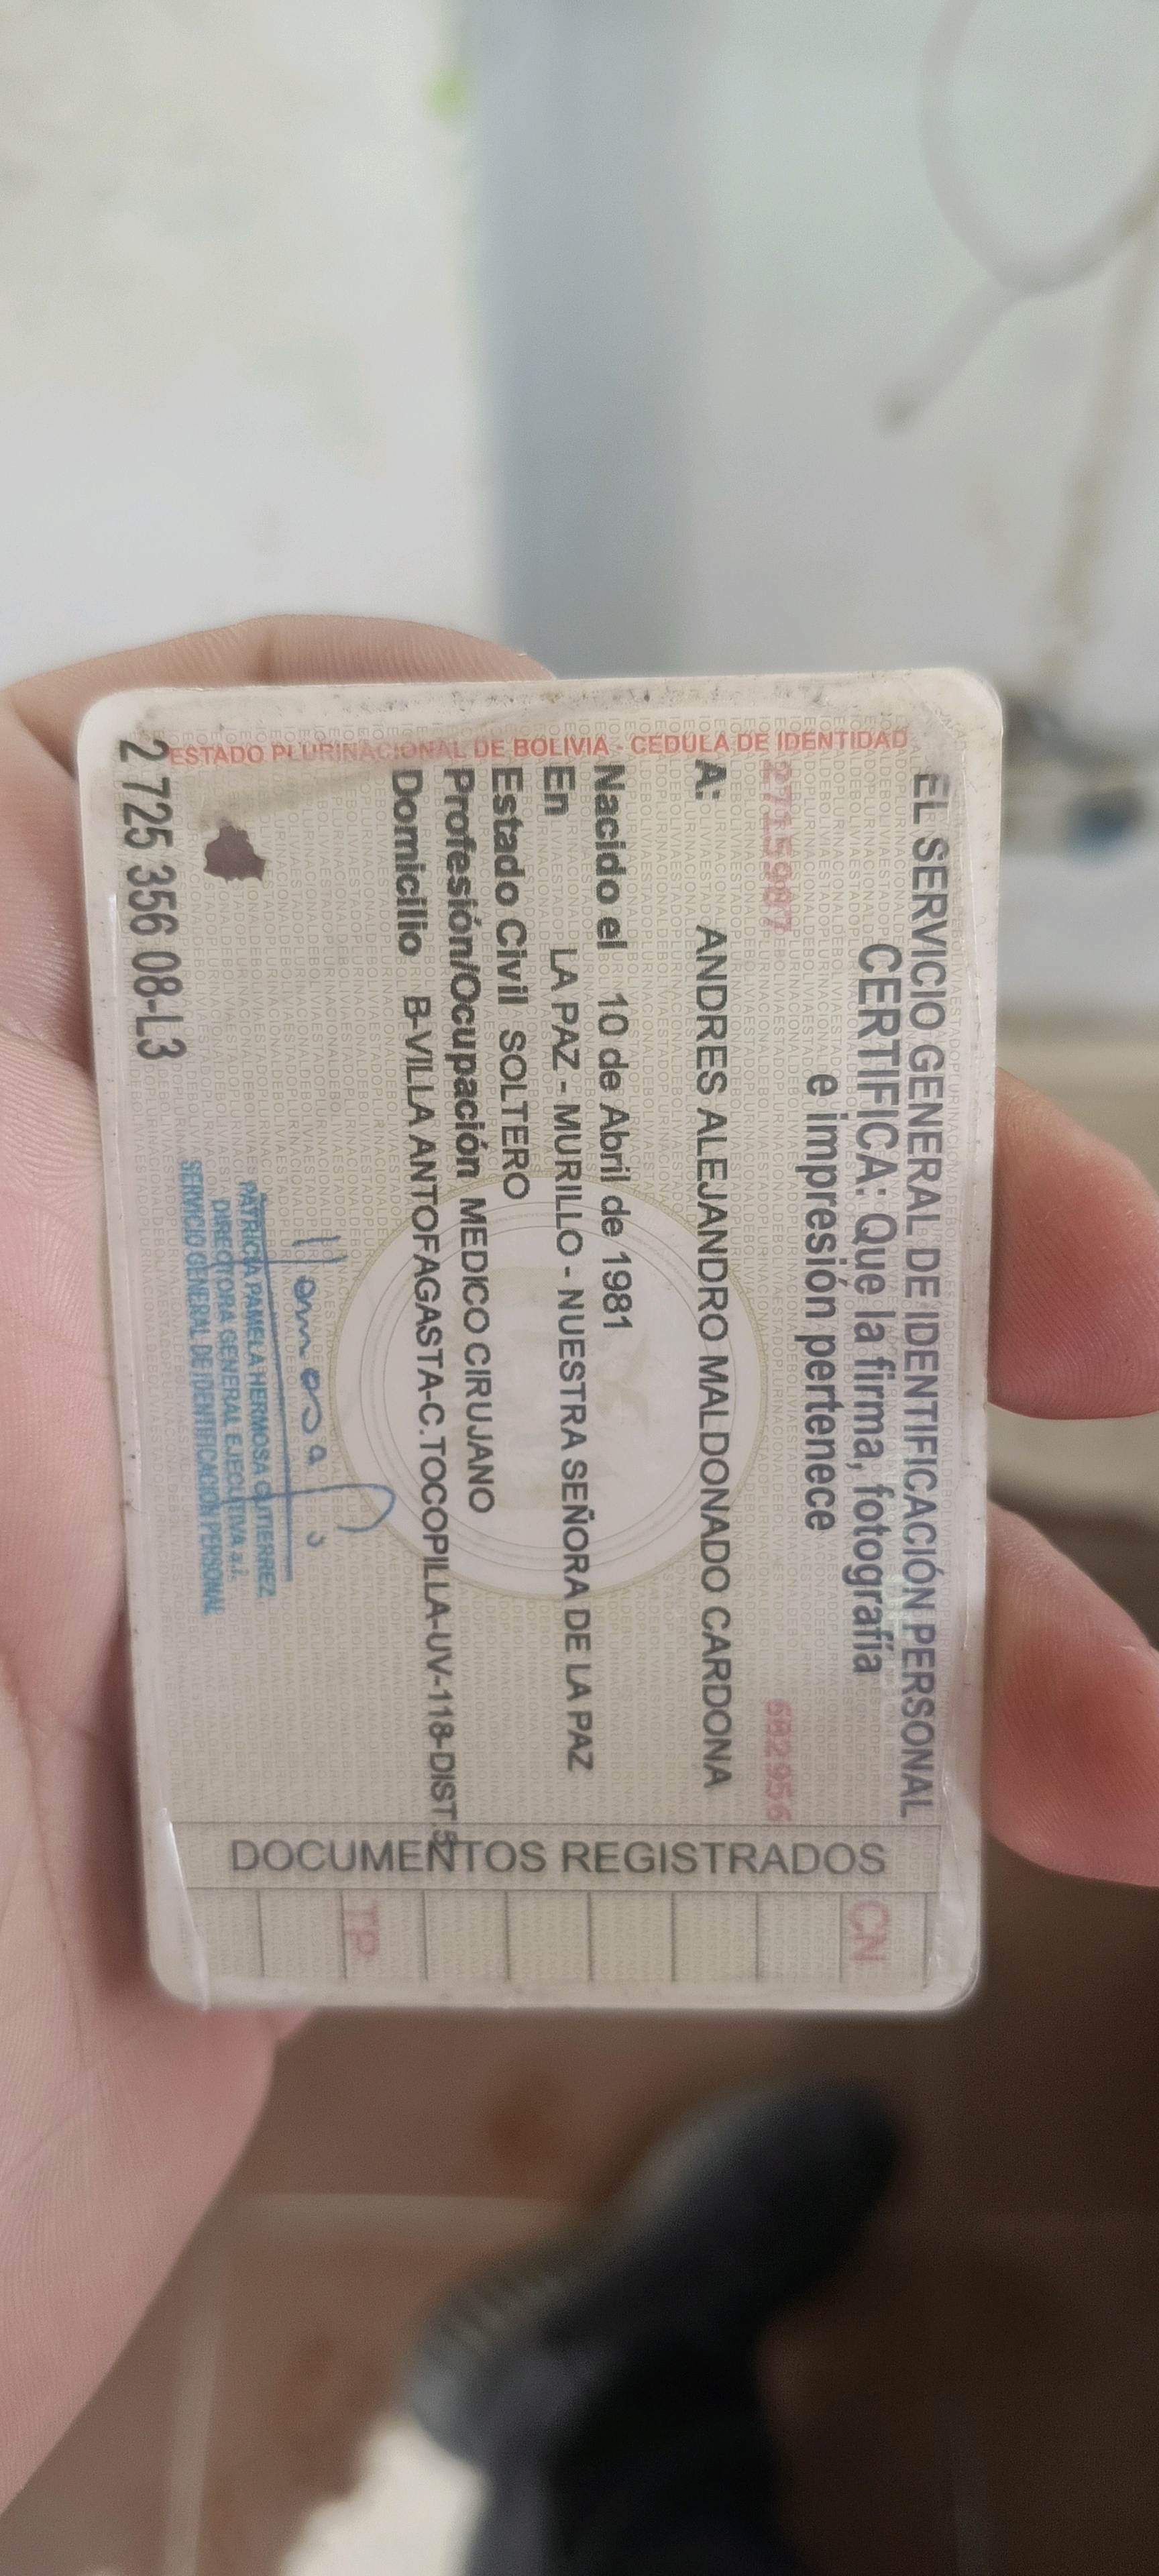 EL SERVICIO GENERAL DE IDENTIFICACIÓN PERSONAL
CERTIFICA: Que la firma, fotografía
e impresión pertenece
2715987 682956
A: ANDRES ALEJANDRO MALDONADO CARDONA
Nacido el 10 de Abril de 1981
En LA PAZ - MURILLO - NUESTRA SEÑORA DE LA PAZ
Estado Civil SOLTERO
Profesión/Ocupación MEDICO CIRUJANO
Domicilio B-VILLA ANTOFAGASTA-C.TOCOPILLA-UV-118-DIST.5
PATRICIA PAMELA HERMOSA GUTIERREZ
DIRECTORA GENERAL EJECUTIVA a.i.
SERVICIO GENERAL DE IDENTIFICACION PERSONAL
2 725 356 08-L3
ESTADO PLURINACIONAL DE BOLIVIA - CEDULA DE IDENTIDAD
DOCUMENTOS REGISTRADOS
CN
TP